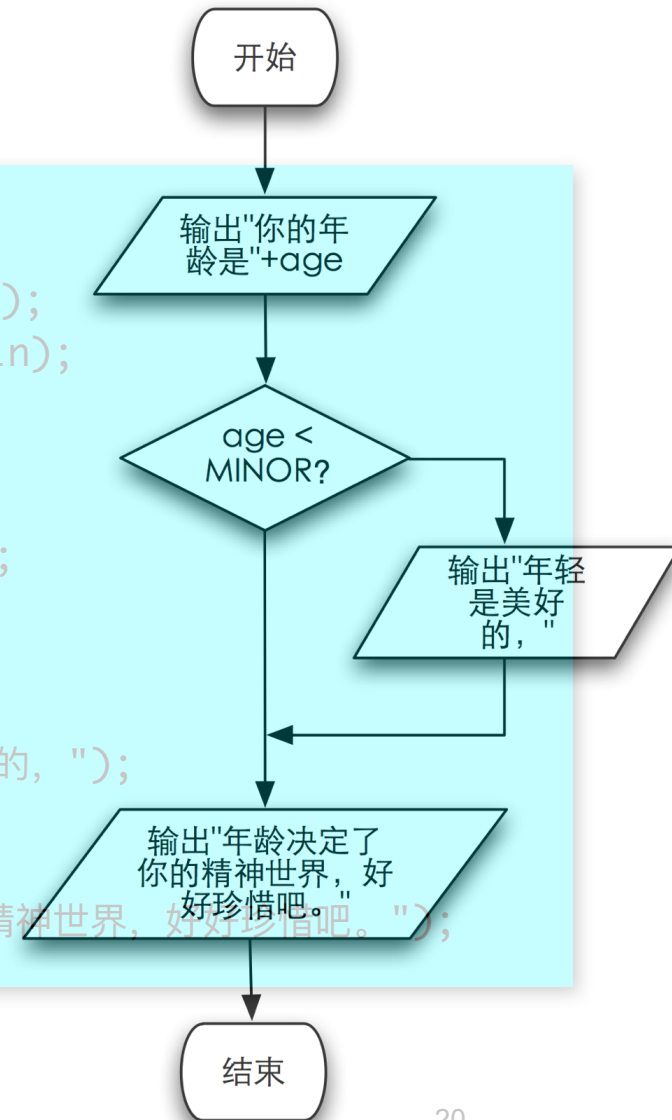 开始
输出"你的年
龄是"+age
);
in);
age <
MINOR?
;
输出"年轻
是美好
的，"
的，");
输出"年龄决定了
你的精神世界，好
好珍惜吧。"
精神世界，好好珍惜吧。");
结束
20